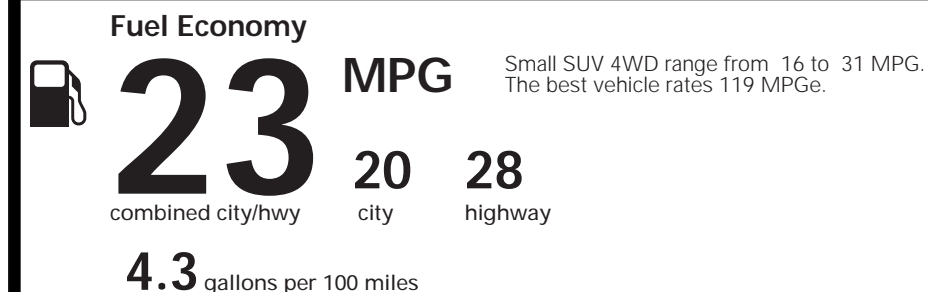 Fuel Economy
23 MPG
Small SUV 4WD range from 16 to 31 MPG.
The best vehicle rates 119 MPGe.
20 28
combined city/hwy city highway
4.3 gallons per 100 miles